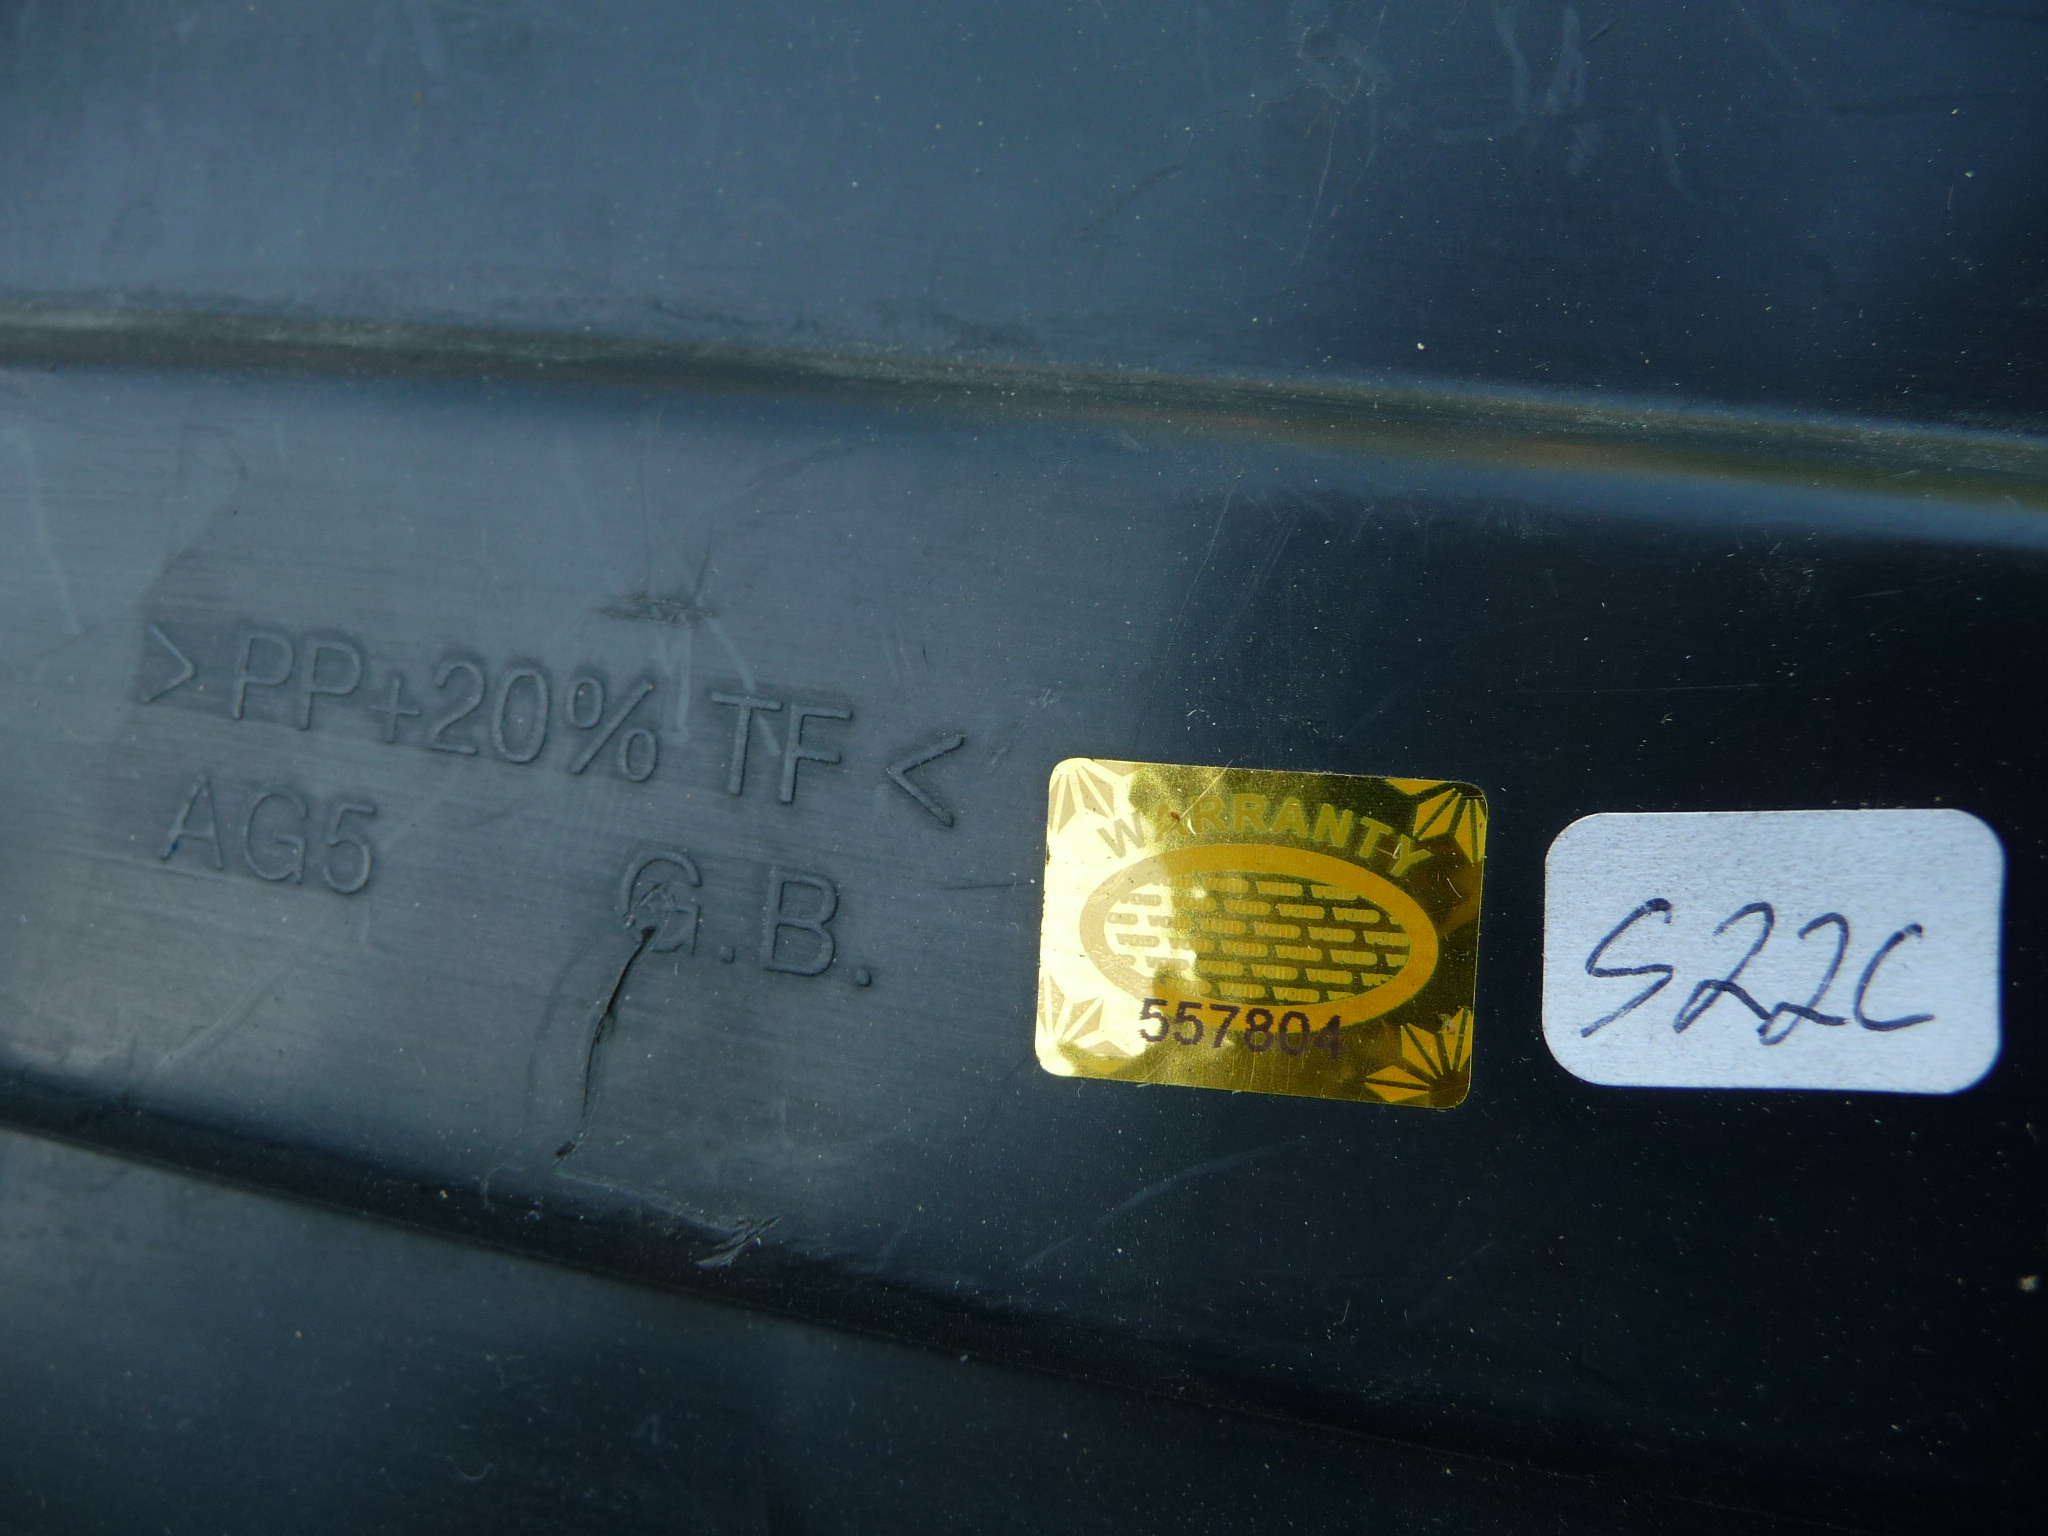 >PP+20% TF<
AG5 G.B.
WARRANTY
557804
S22C